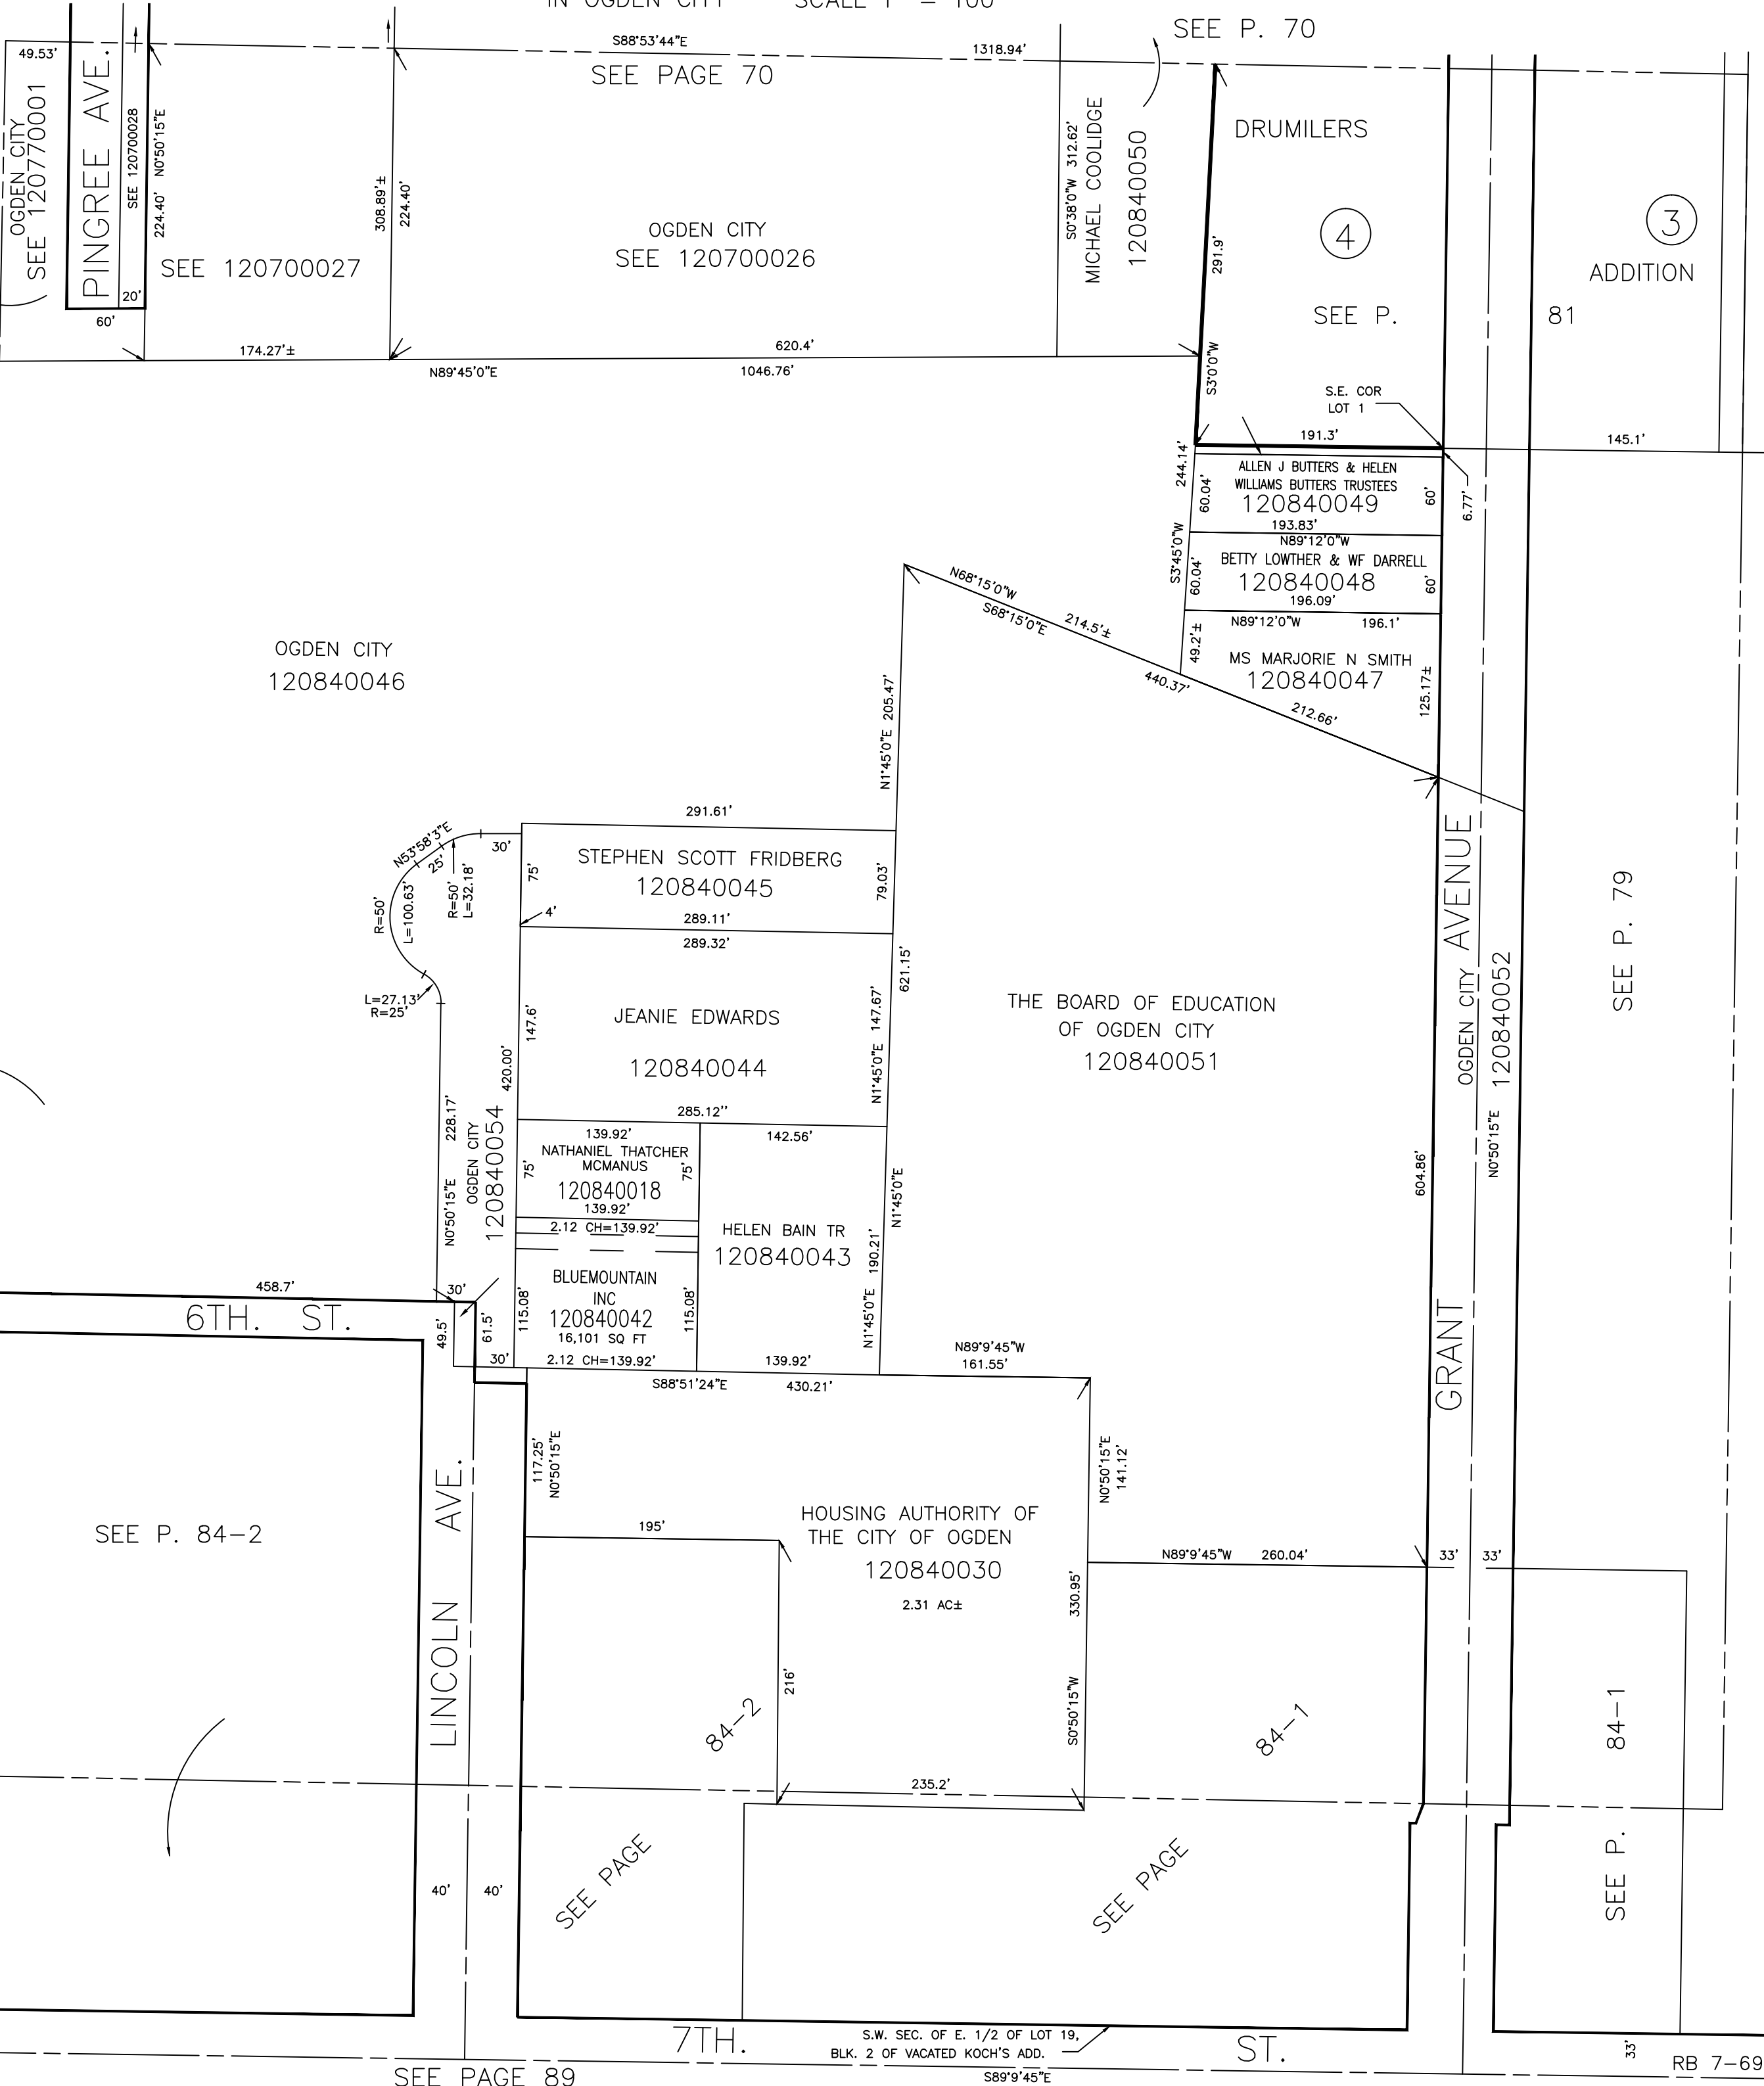 SEE P. 70
S88°53'44"E
1318.94'
49.53'
SEE PAGE 70
OGDEN CITY
SEE 120770001
PINGREE AVE.
SEE 120700028
20'
60'
224.40' N0°50'15"E
SEE 120700027
308.89'±
224.40'
OGDEN CITY
SEE 120700026
S0°38'0"W 312.62'
MICHAEL COOLIDGE
120840050
DRUMILERS
4
3
ADDITION
SEE P.
81
291.9'
S3°0'0"W
174.27'±
620.4'
N89°45'0"E
1046.76'
S.E. COR
LOT 1
191.3'
145.1'
6.77'
244.14'
S3°45'0"W
60.04'
ALLEN J BUTTERS & HELEN
WILLIAMS BUTTERS TRUSTEES
120840049
60'
193.83'
N89°12'0"W
60.04'
BETTY LOWTHER & WF DARRELL
120840048
60'
196.09'
N89°12'0"W
196.1'
49.2'±
MS MARJORIE N SMITH
120840047
125.17±
N68°15'0"W
S68°15'0"E
214.5'±
440.37'
212.66'
OGDEN CITY
120840046
N1°45'0"E 205.47'
291.61'
STEPHEN SCOTT FRIDBERG
120840045
75'
79.03'
4'
289.11'
289.32'
30'
N53°58'3"E
25'
R=50'
L=32.18'
R=50'
L=100.63'
L=27.13'
R=25'
147.6'
JEANIE EDWARDS
120840044
N1°45'0"E 147.67'
621.15'
285.12''
420.00'
N0°50'15"E 228.17'
OGDEN CITY
120840054
139.92'
NATHANIEL THATCHER
MCMANUS
75'
75'
120840018
139.92'
2.12 CH=139.92'
142.56'
HELEN BAIN TR
120840043
N1°45'0"E 190.21'
N1°45'0"E
BLUEMOUNTAIN
INC
120840042
16,101 SQ FT
115.08'
115.08'
2.12 CH=139.92'
139.92'
THE BOARD OF EDUCATION
OF OGDEN CITY
120840051
604.86'
GRANT AVENUE
OGDEN CITY
120840052
N0°50'15"E
SEE P. 79
458.7'
30'
6TH. ST.
49.5'
61.5'
30'
S88°51'24"E
430.21'
N89°9'45"W
161.55'
117.25'
N0°50'15"E
N0°50'15"E
141.12'
HOUSING AUTHORITY OF
THE CITY OF OGDEN
120840030
2.31 AC±
195'
216'
330.95'
S0°50'15"W
235.2'
N89°9'45"W 260.04'
33'
33'
SEE P. 84-2
LINCOLN AVE.
40'
40'
SEE PAGE
84-2
SEE PAGE
84-1
SEE P. 84-1
7TH. ST.
S.W. SEC. OF E. 1/2 OF LOT 19,
BLK. 2 OF VACATED KOCH'S ADD.
SEE PAGE 89
S89°9'45"E
33'
RB 7-69